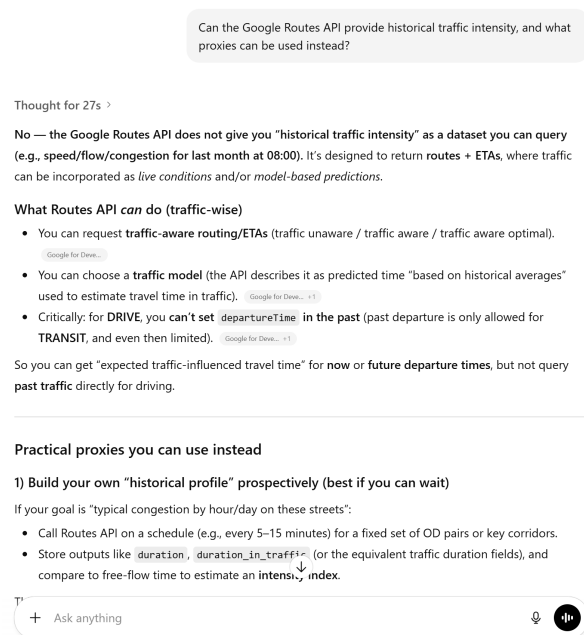 Can the Google Routes API provide historical traffic intensity, and what
proxies can be used instead?
Thought for 27s >
No — the Google Routes API does not give you “historical traffic intensity” as a dataset you can query
(e.g., speed/flow/congestion for last month at 08:00). It’s designed to return routes + ETAs, where traffic
can be incorporated as live conditions and/or model-based predictions.
What Routes API can do (traffic-wise)
• You can request traffic-aware routing/ETAs (traffic unaware / traffic aware / traffic aware optimal).
Google for Deve...
• You can choose a traffic model (the API describes it as predicted time “based on historical averages”
used to estimate travel time in traffic). Google for Deve... +1
• Critically: for DRIVE, you can’t set departureTime in the past (past departure is only allowed for
TRANSIT, and even then limited). Google for Deve... +1
So you can get “expected traffic-influenced travel time” for now or future departure times, but not query
past traffic directly for driving.
Practical proxies you can use instead
1) Build your own “historical profile” prospectively (best if you can wait)
If your goal is “typical congestion by hour/day on these streets”:
• Call Routes API on a schedule (e.g., every 5–15 minutes) for a fixed set of OD pairs or key corridors.
• Store outputs like duration, duration_in_traffic (or the equivalent traffic duration fields), and
compare to free-flow time to estimate an intensity index.
Ask anything